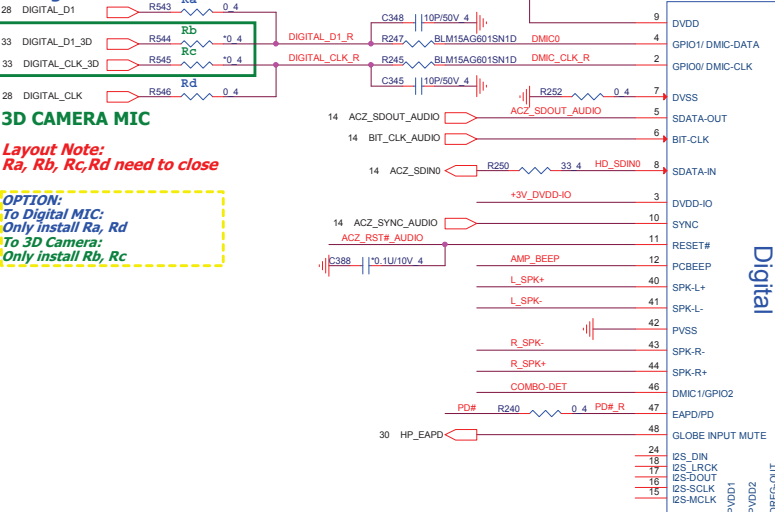 28 DIGITAL_D1 R543 Ra 0_4
33 DIGITAL_D1_3D R544 Rb *0_4
33 DIGITAL_CLK_3D R545 Rc *0_4
28 DIGITAL_CLK R546 Rd 0_4
3D CAMERA MIC
Layout Note:
Ra, Rb, Rc,Rd need to close
OPTION:
To Digital MIC:
Only install Ra, Rd
To 3D Camera:
Only install Rb, Rc
C348 10P/50V_4
DIGITAL_D1_R R247 BLM15AG601SN1D DMIC0
DIGITAL_CLK_R R245 BLM15AG601SN1D DMIC_CLK_R
C345 10P/50V_4
R252 0_4
14 ACZ_SDOUT_AUDIO ACZ_SDOUT_AUDIO
14 BIT_CLK_AUDIO
14 ACZ_SDIN0 R250 33_4 HD_SDIN0
+3V_DVDD-IO
14 ACZ_SYNC_AUDIO
ACZ_RST#_AUDIO
C388 *0.1U/10V_4
AMP_BEEP
L_SPK+
L_SPK-
R_SPK-
R_SPK+
COMBO-DET
PD# R240 0_4 PD#_R
30 HP_EAPD
9 DVDD
4 GPIO1/ DMIC-DATA
2 GPIO0/ DMIC-CLK
7 DVSS
5 SDATA-OUT
6 BIT-CLK
8 SDATA-IN
3 DVDD-IO
10 SYNC
11 RESET#
12 PCBEEP
40 SPK-L+
41 SPK-L-
42 PVSS
43 SPK-R-
44 SPK-R+
46 DMIC1/GPIO2
47 EAPD/PD
48 GLOBE INPUT MUTE
24 I2S_DIN
18 I2S_LRCK
17 I2S-DOUT
16 I2S-SCLK
15 I2S-MCLK
Digital
PVDD1
PVDD2